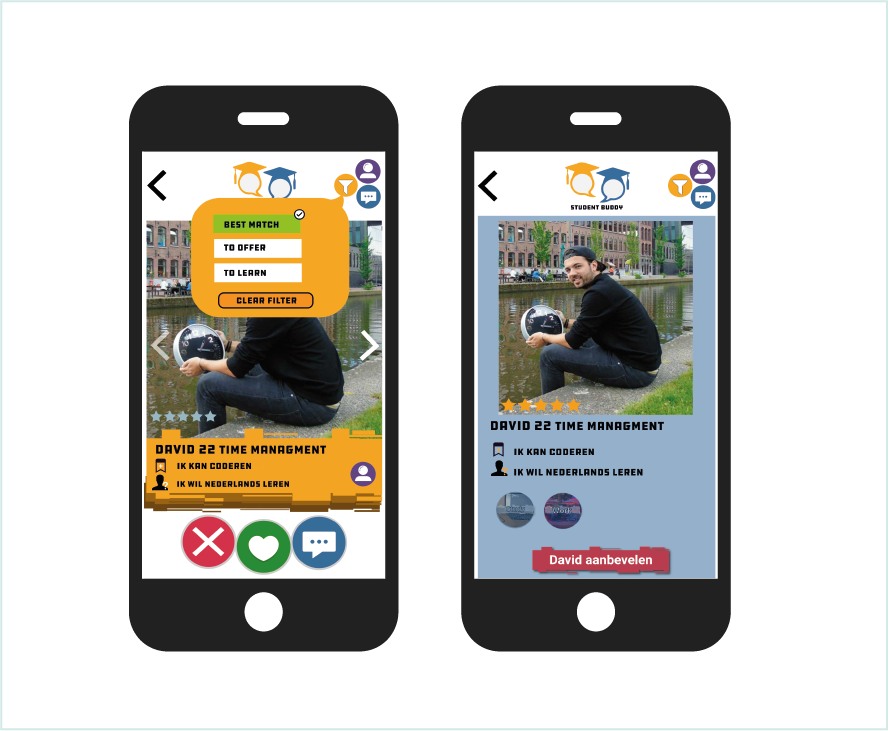 BEST MATCH
TO OFFER
TO LEARN
CLEAR FILTER
DAVID 22 TIME MANAGMENT
IK KAN CODEREN
IK WIL NEDERLANDS LEREN
STUDENT BUDDY
DAVID 22 TIME MANAGMENT
IK KAN CODEREN
IK WIL NEDERLANDS LEREN
David aanbevelen